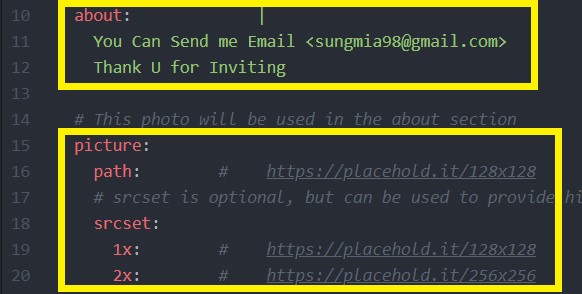 10 about: |
11 You Can Send me Email <sungmia98@gmail.com>
12 Thank U for Inviting
13
14 # This photo will be used in the about section
15 picture:
16 path: # https://placehold.it/128x128
17 # srcset is optional, but can be used to provide hi
18 srcset:
19 1x: # https://placehold.it/128x128
20 2x: # https://placehold.it/256x256